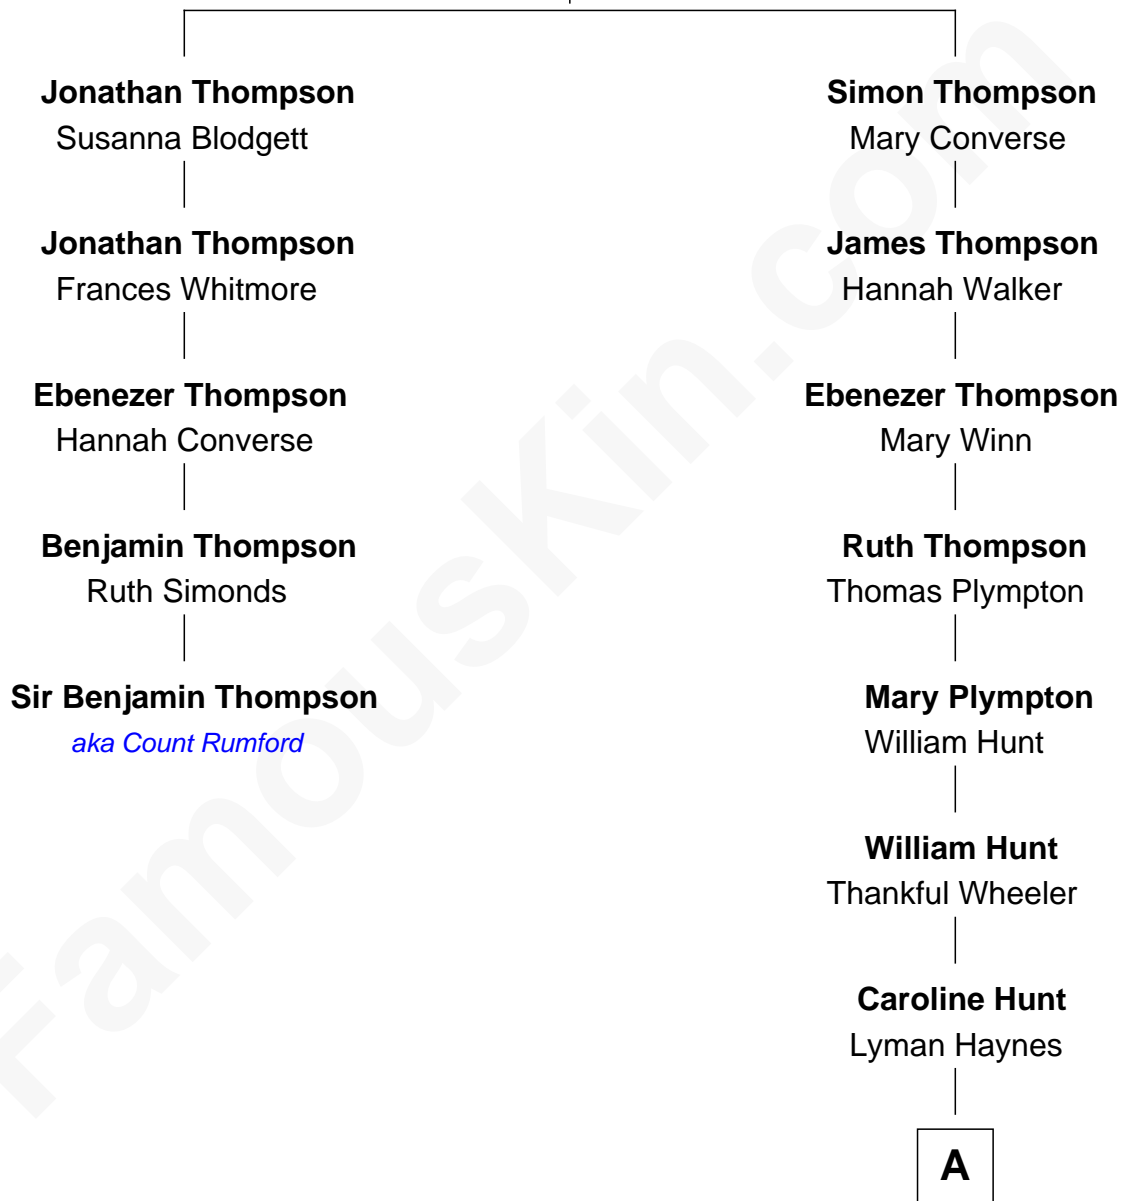 Jonathan Thompson
Susanna Blodgett
Jonathan Thompson
Frances Whitmore
Ebenezer Thompson
Hannah Converse
Benjamin Thompson
Ruth Simonds
Sir Benjamin Thompson
aka Count Rumford
Simon Thompson
Mary Converse
James Thompson
Hannah Walker
Ebenezer Thompson
Mary Winn
Ruth Thompson
Thomas Plympton
Mary Plympton
William Hunt
William Hunt
Thankful Wheeler
Caroline Hunt
Lyman Haynes
A
FamousKin.com